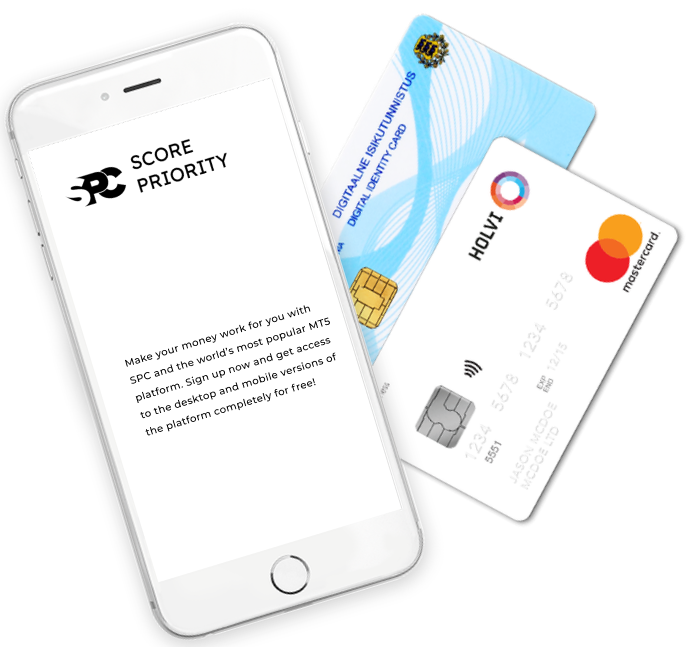 SPC
SCORE
PRIORITY
Make your money work for you with
SPC and the world's most popular MT5
platform. Sign up now and get access
to the desktop and mobile versions of
the platform completely for free!
DIGITAALNE ISIKUTUNNISTUS
DIGITAL IDENTITY CARD
HOLVI
mastercard.
1234 5678 1234 5678
5551
EXP
END
12/15
JASON MCDOE
MCDOE LTD